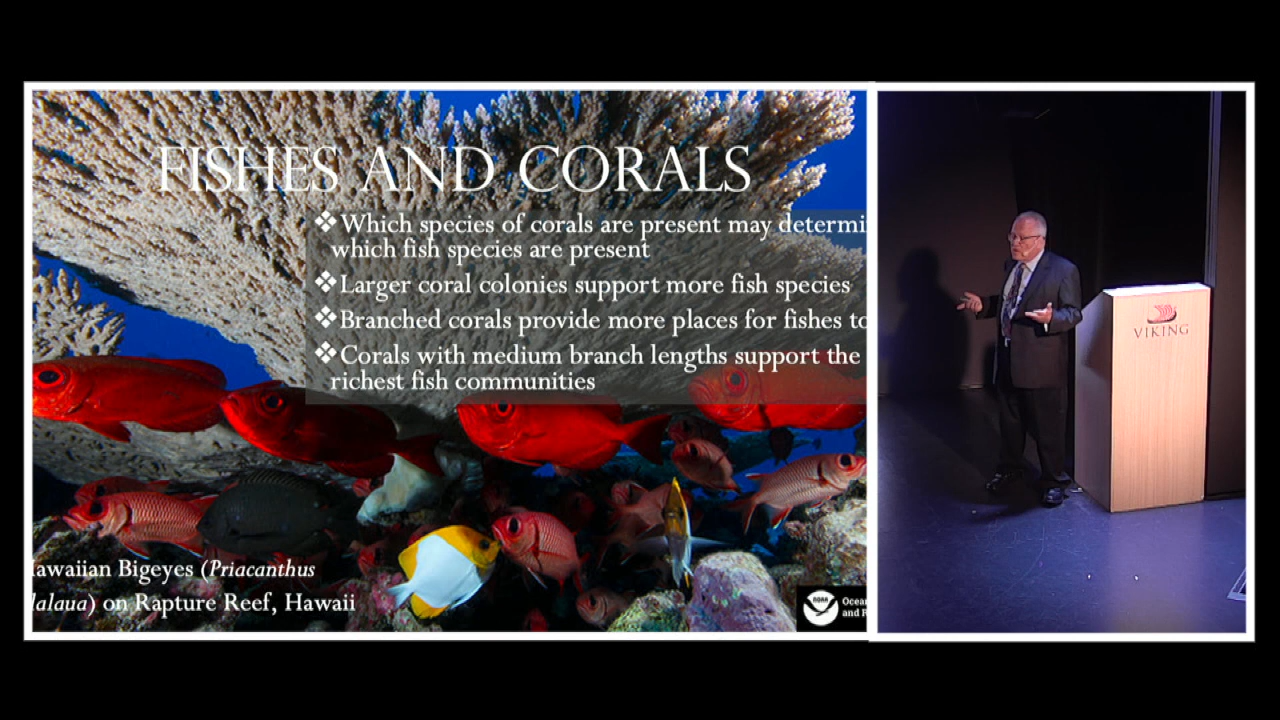 FISHES AND CORALS
❖Which species of corals are present may determi
which fish species are present
❖Larger coral colonies support more fish species
❖Branched corals provide more places for fishes to
❖Corals with medium branch lengths support the
richest fish communities
awaiian Bigeyes (Priacanthus
alaua) on Rapture Reef, Hawaii
NOAA
Ocea
and
VIKING